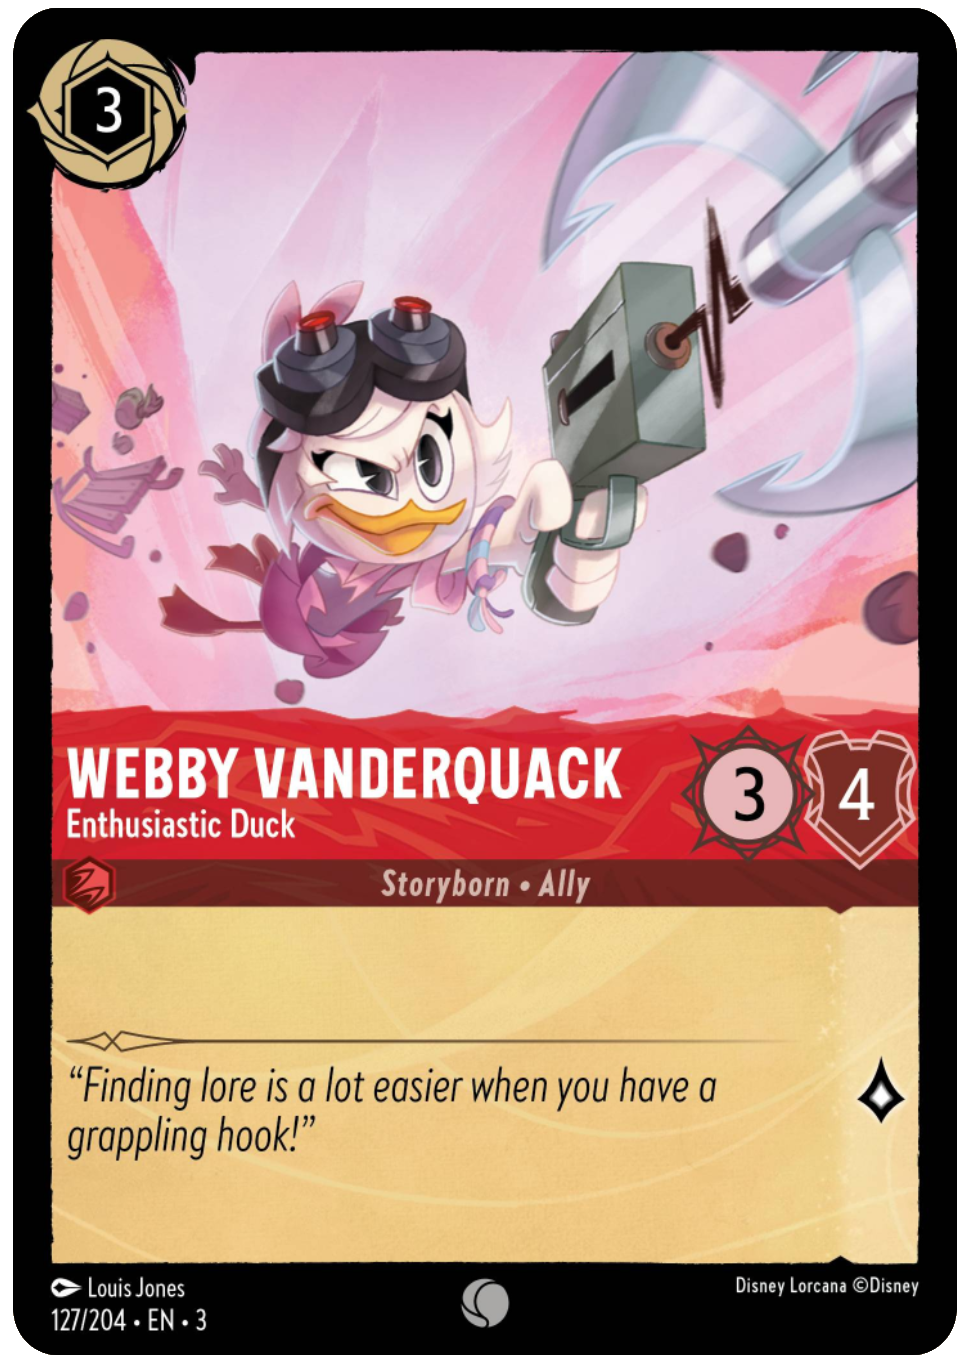 3
WEBBY VANDERQUACK
Enthusiastic Duck
3
4
Storyborn • Ally
“Finding lore is a lot easier when you have a
grappling hook!”
Louis Jones
127/204 • EN • 3
Disney Lorcana ©Disney